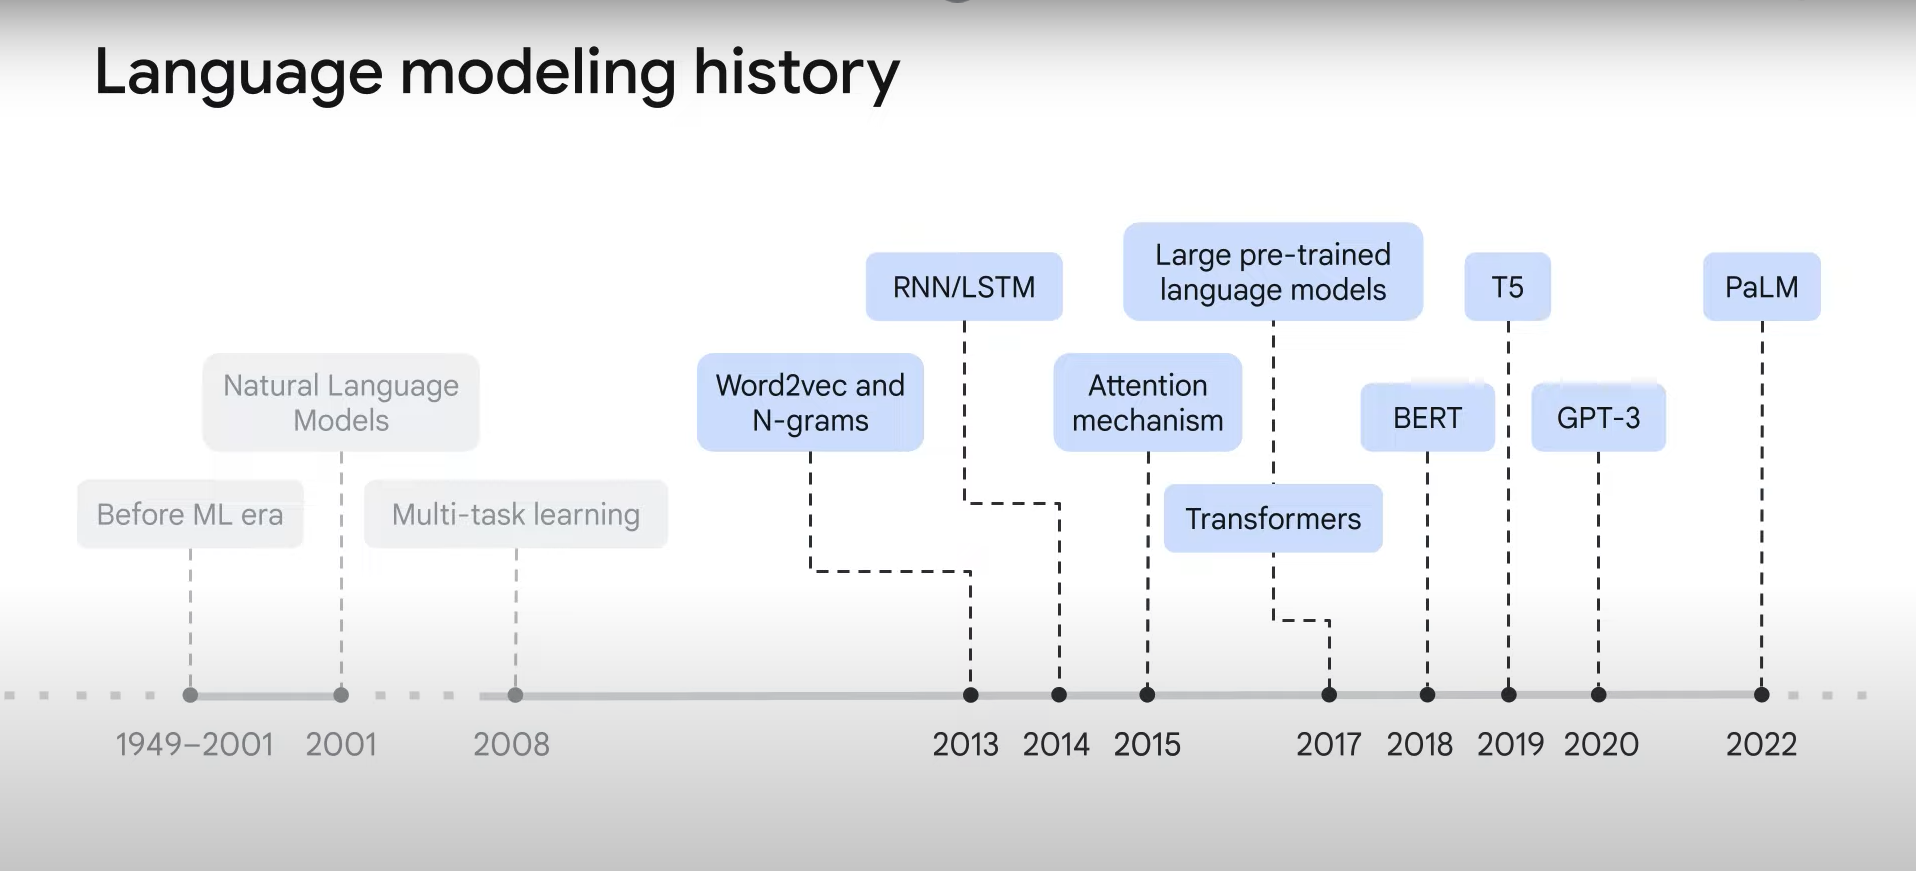 Language modeling history
Large pre-trained
language models
RNN/LSTM
T5
PaLM
Natural Language
Models
Word2vec and
N-grams
Attention
mechanism
BERT
GPT-3
Before ML era
Multi-task learning
Transformers
1949–2001
2001
2008
2013
2014
2015
2017
2018
2019
2020
2022